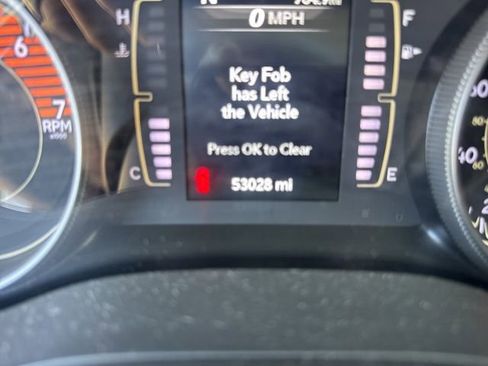 H
0 MPH
F
Key Fob
has Left
the Vehicle
Press OK to Clear
C
53028 mi
E
6
7
RPM